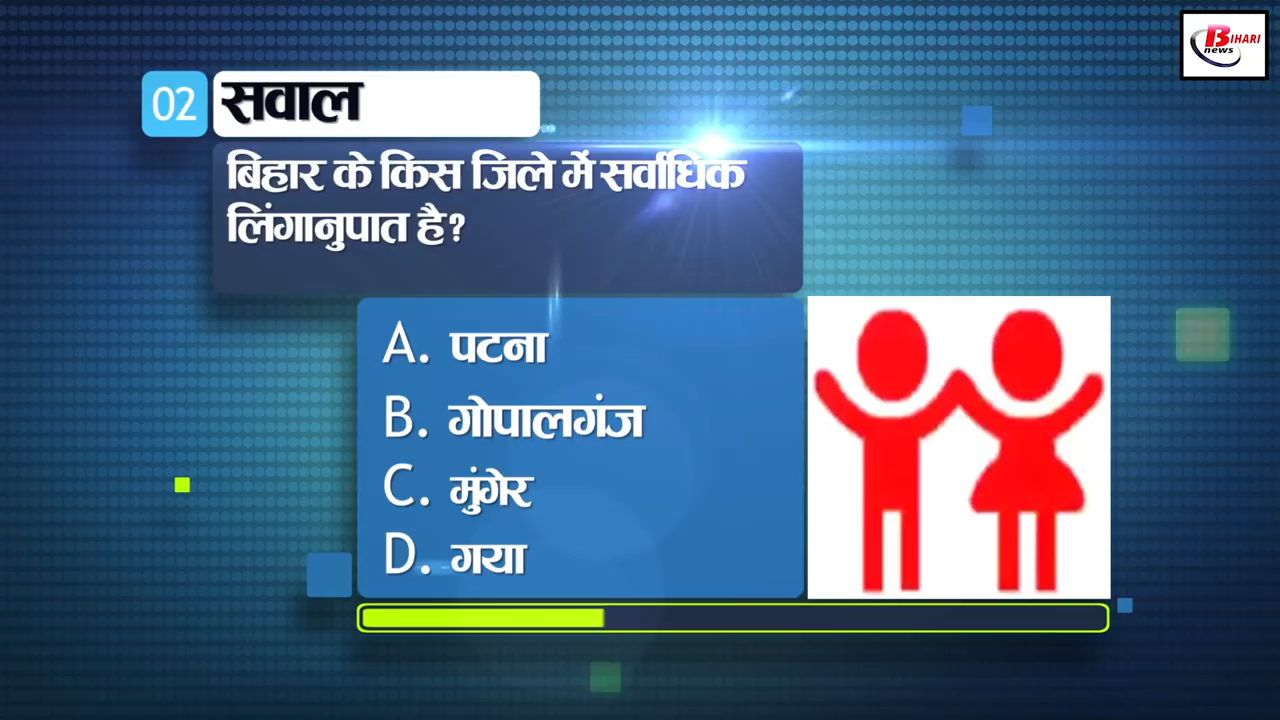 BIHARI
news
02 सवाल
बिहार के किस जिले में सर्वाधिक
लिंगानुपात है?
A. पटना
B. गोपालगंज
C. मुंगेर
D. गया